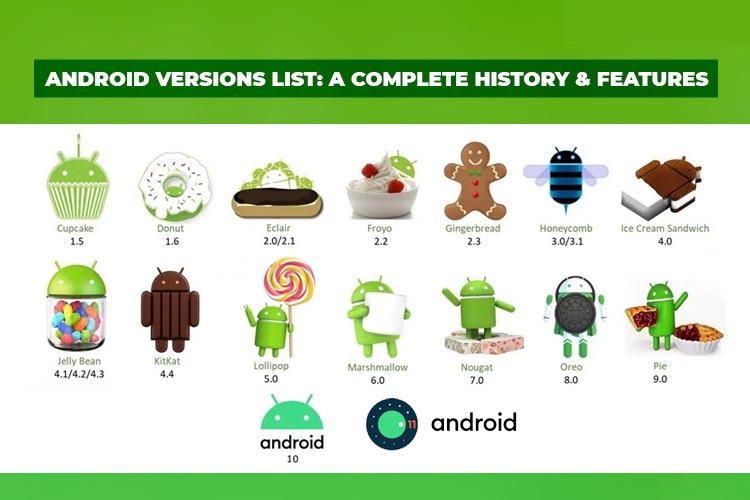 ANDROID VERSIONS LIST: A COMPLETE HISTORY & FEATURES
Cupcake
1.5
Donut
1.6
Eclair
2.0/2.1
Froyo
2.2
Gingerbread
2.3
Honeycomb
3.0/3.1
Ice Cream Sandwich
4.0
Jelly Bean
4.1/4.2/4.3
KitKat
4.4
Lollipop
5.0
Marshmallow
6.0
Nougat
7.0
Oreo
8.0
Pie
9.0
android
10
11
android